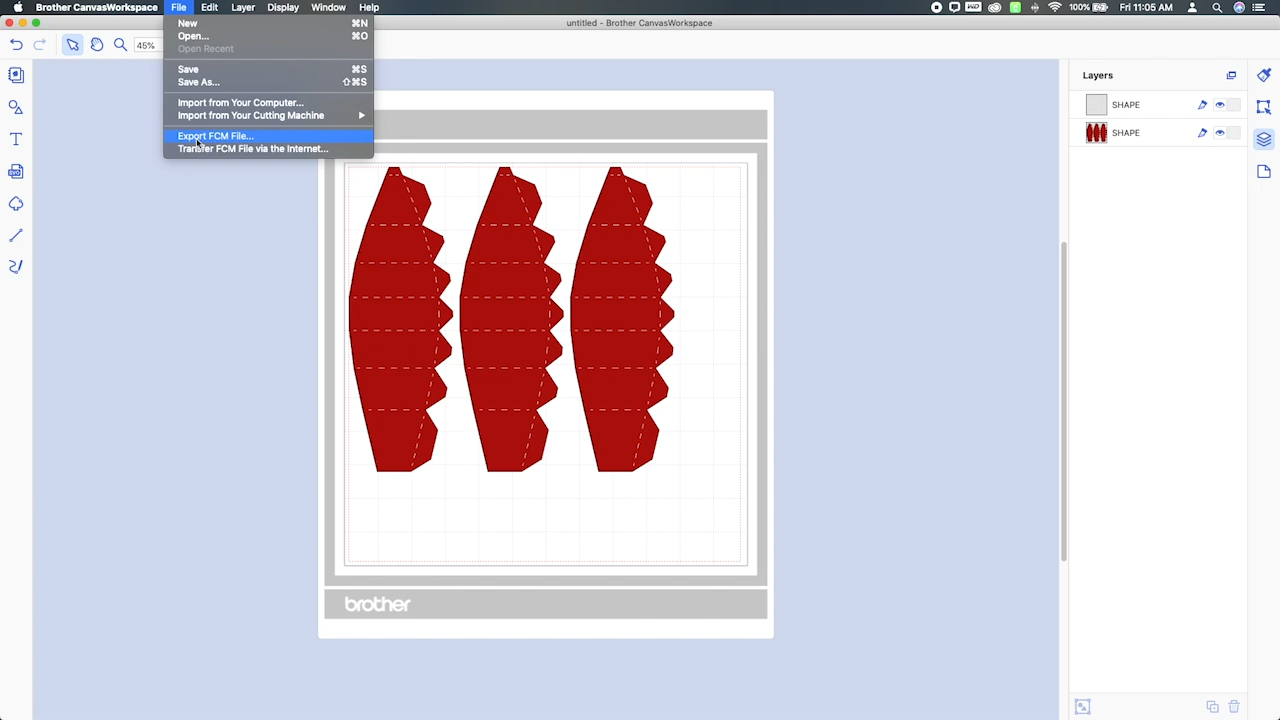 Brother CanvasWorkspace File Edit Layer Display Window Help 100% Fri 11:05 AM
untitled - Brother CanvasWorkspace
45%
New ⌘N
Open... ⌘O
Open Recent
Save ⌘S
Save As... ⇧⌘S
Import from Your Computer...
Import from Your Cutting Machine
Export FCM File...
Transfer FCM File via the Internet...
Layers
SHAPE
SHAPE
brother